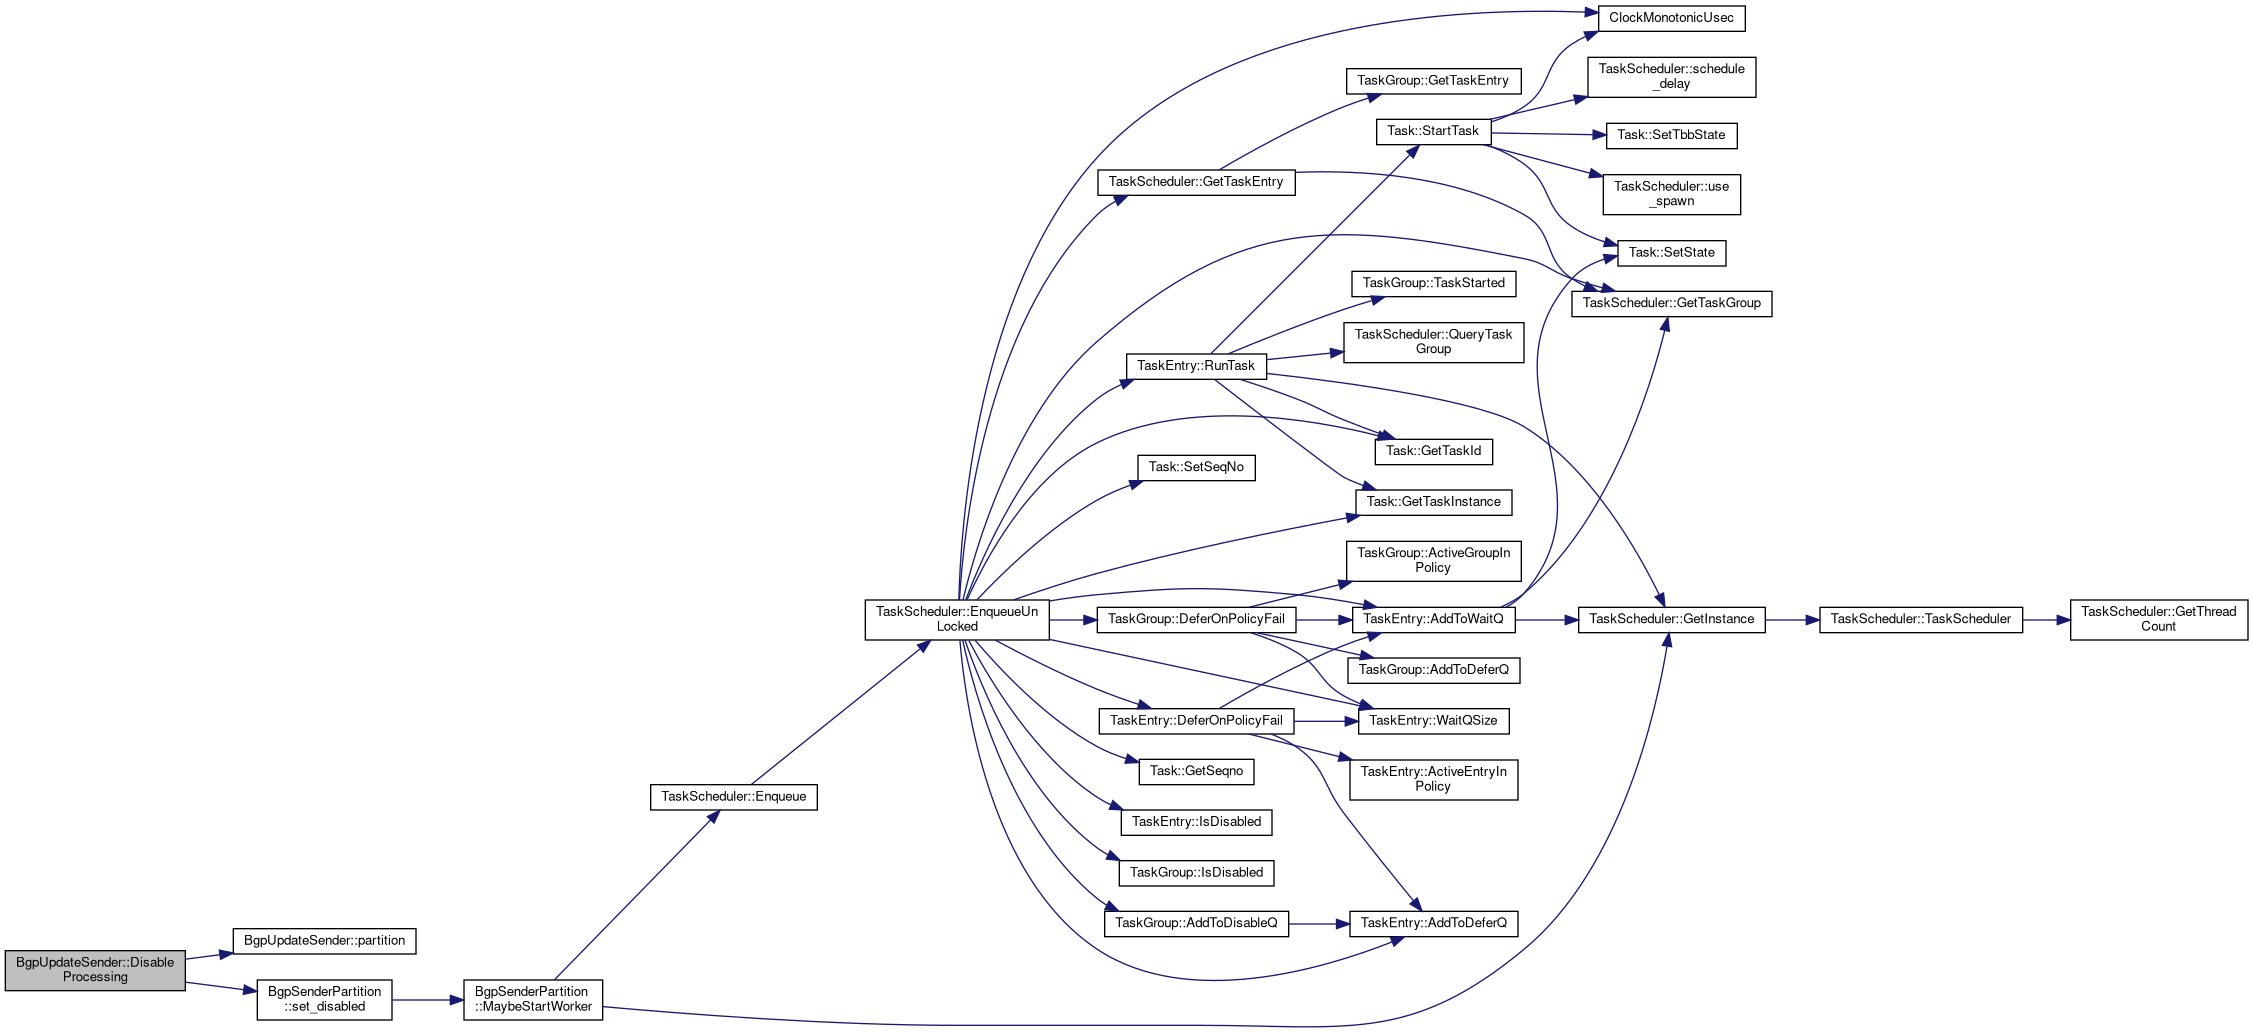 ClockMonotonicUsec
TaskScheduler::schedule
_delay
TaskGroup::GetTaskEntry
Task::StartTask
Task::SetTbbState
TaskScheduler::GetTaskEntry
TaskScheduler::use
_spawn
Task::SetState
TaskGroup::TaskStarted
TaskScheduler::GetTaskGroup
TaskScheduler::QueryTask
Group
TaskEntry::RunTask
Task::GetTaskId
Task::SetSeqNo
Task::GetTaskInstance
TaskGroup::ActiveGroupIn
Policy
TaskScheduler::EnqueueUn
Locked
TaskGroup::DeferOnPolicyFail
TaskEntry::AddToWaitQ
TaskScheduler::GetInstance
TaskScheduler::TaskScheduler
TaskScheduler::GetThread
Count
TaskGroup::AddToDeferQ
TaskEntry::DeferOnPolicyFail
TaskEntry::WaitQSize
Task::GetSeqno
TaskEntry::ActiveEntryIn
Policy
TaskScheduler::Enqueue
TaskEntry::IsDisabled
TaskGroup::IsDisabled
TaskGroup::AddToDisableQ
TaskEntry::AddToDeferQ
BgpUpdateSender::partition
BgpUpdateSender::Disable
Processing
BgpSenderPartition
::set_disabled
BgpSenderPartition
::MaybeStartWorker